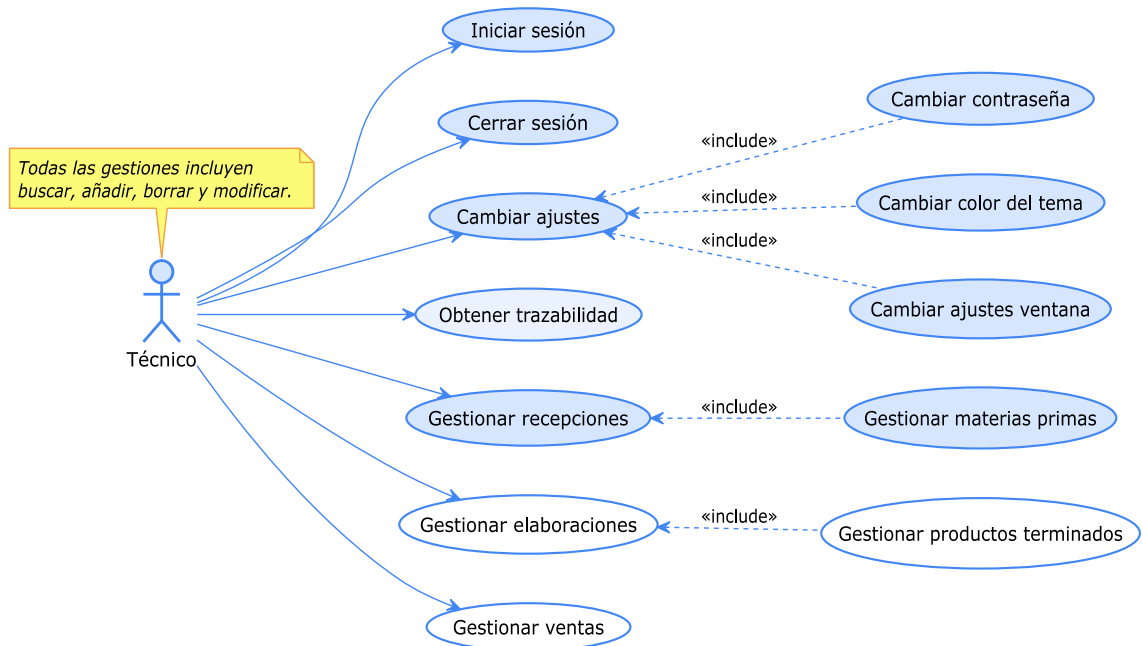 Iniciar sesión
Cambiar contraseña
Cerrar sesión
«include»
Todas las gestiones incluyen
buscar, añadir, borrar y modificar.
«include»
Cambiar color del tema
Cambiar ajustes
«include»
Cambiar ajustes ventana
Obtener trazabilidad
Técnico
«include»
Gestionar recepciones
Gestionar materias primas
«include»
Gestionar elaboraciones
Gestionar productos terminados
Gestionar ventas